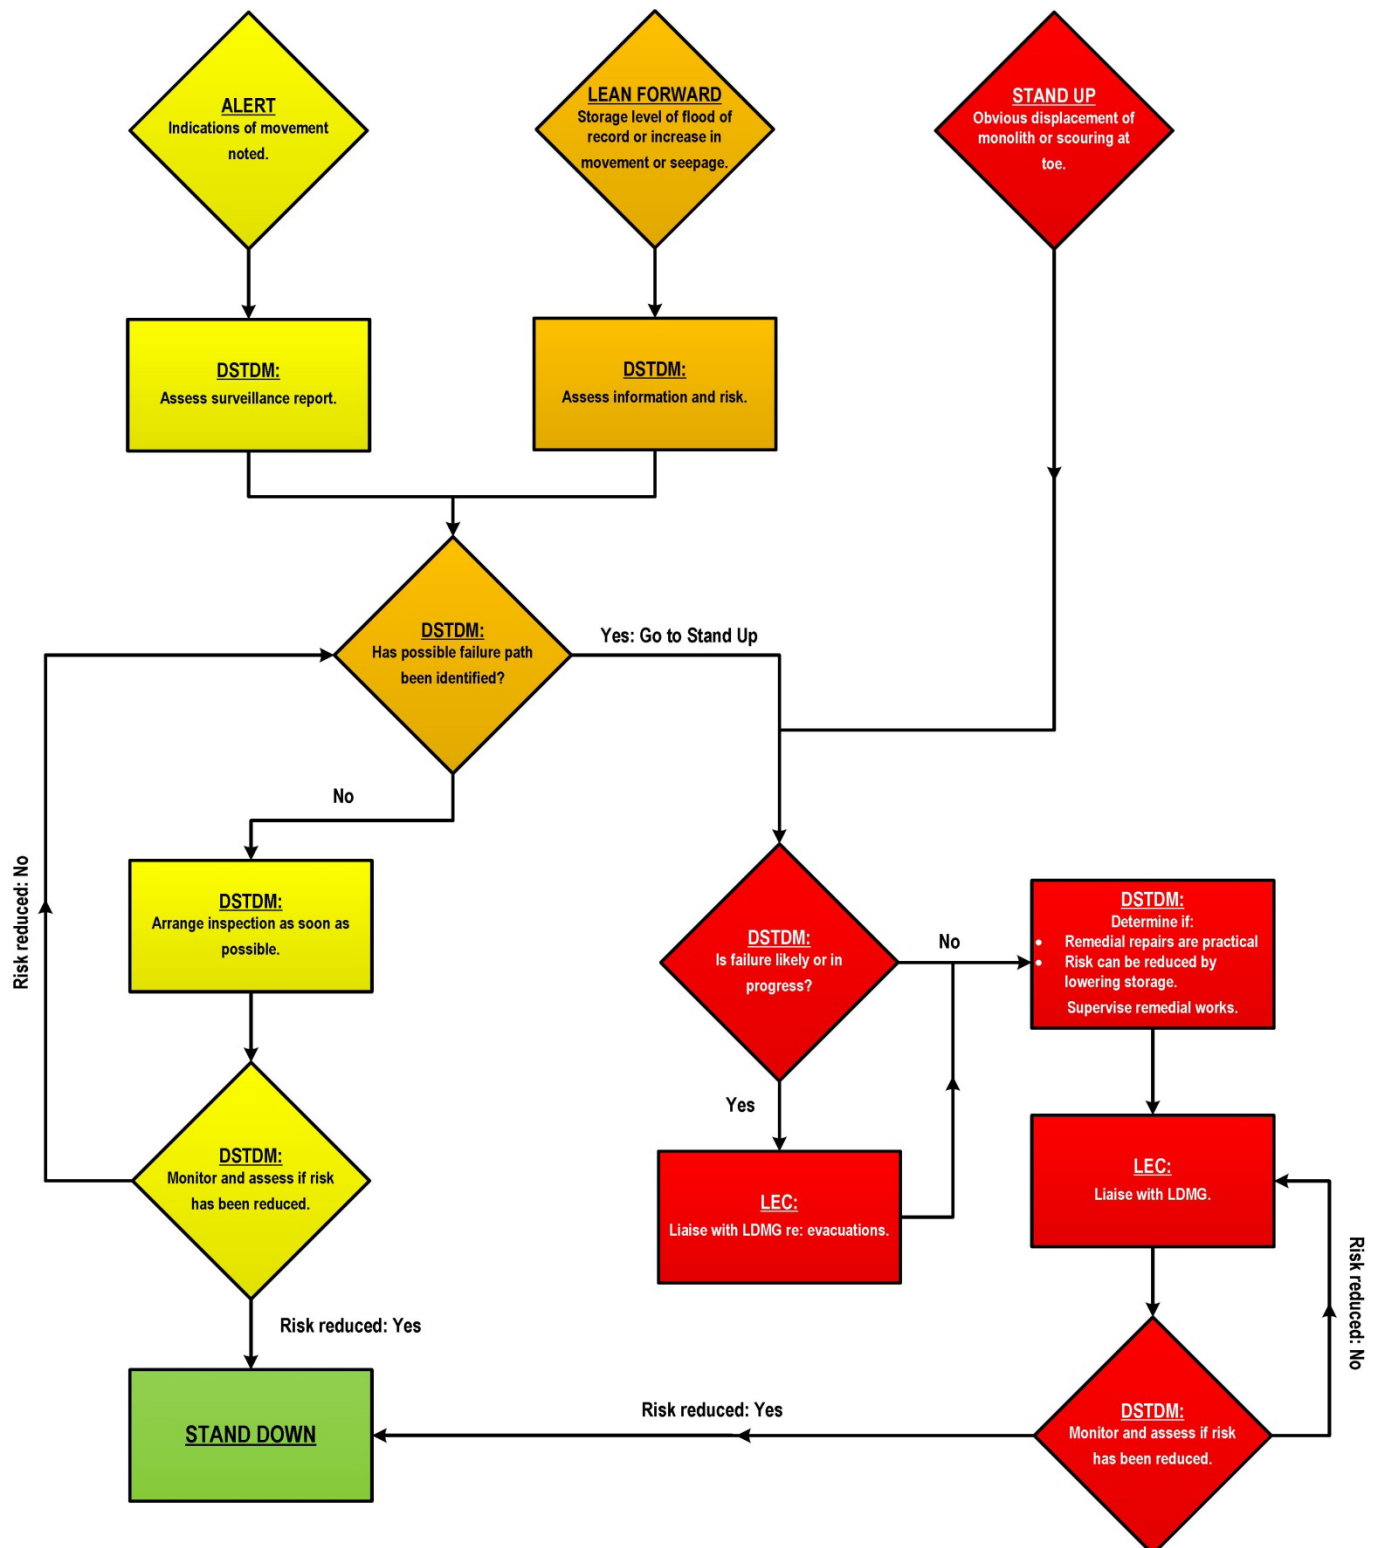 ALERT
Indications of movement
noted.
LEAN FORWARD
Storage level of flood of
record or increase in
movement or seepage.
STAND UP
Obvious displacement of
monolith or scouring at
toe.
DSTDM:
Assess surveillance report.
DSTDM:
Assess information and risk.
DSTDM:
Has possible failure path
been identified?
Yes: Go to Stand Up
No
Risk reduced: No
DSTDM:
Arrange inspection as soon as
possible.
DSTDM:
Is failure likely or in
progress?
No
DSTDM:
Determine if:
• Remedial repairs are practical
• Risk can be reduced by
lowering storage.
Supervise remedial works.
Yes
LEC:
Liaise with LDMG re: evacuations.
LEC:
Liaise with LDMG.
DSTDM:
Monitor and assess if risk
has been reduced.
Risk reduced: Yes
Risk reduced: No
STAND DOWN
Risk reduced: Yes
DSTDM:
Monitor and assess if risk
has been reduced.